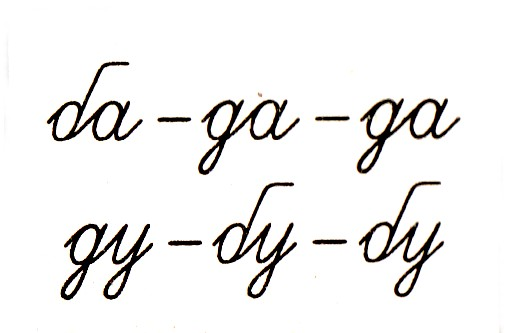 ба – да – да
ду – бу – бу